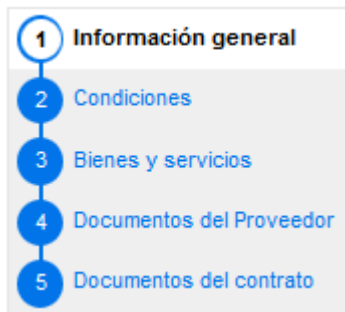 1 Información general
2 Condiciones
3 Bienes y servicios
4 Documentos del Proveedor
5 Documentos del contrato